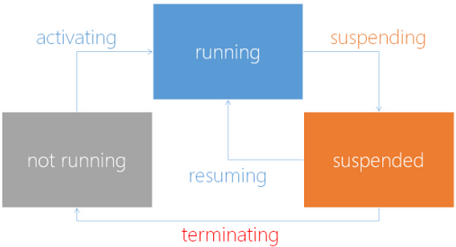 activating
running
suspending
not running
resuming
suspended
terminating